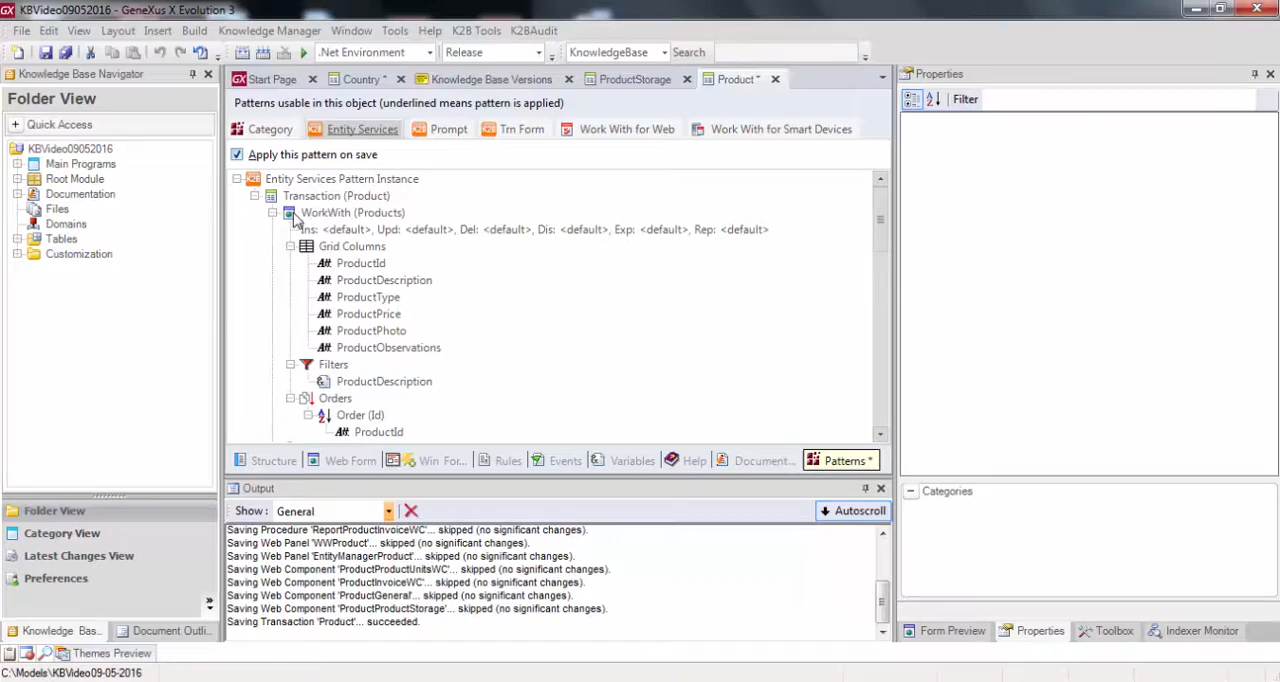 KBVideo09052016 - GeneXus X Evolution 3
File Edit View Layout Insert Build Knowledge Manager Window Tools Help K2B Tools K2BAudit
.Net Environment Release KnowledgeBase Search
Knowledge Base Navigator
Folder View
Quick Access
KBVideo09052016
Main Programs
Root Module
Documentation
Files
Domains
Tables
Customization
Folder View
Category View
Latest Changes View
Preferences
Knowledge Bas... Document Outli...
Start Page Country * Knowledge Base Versions ProductStorage Product *
Patterns usable in this object (underlined means pattern is applied)
Category Entity Services Prompt Trn Form Work With for Web Work With for Smart Devices
Apply this pattern on save
Entity Services Pattern Instance
Transaction (Product)
WorkWith (Products)
Ins: <default>, Upd: <default>, Del: <default>, Dis: <default>, Exp: <default>, Rep: <default>
Grid Columns
ProductId
ProductDescription
ProductType
ProductPrice
ProductPhoto
ProductObservations
Filters
ProductDescription
Orders
Order (Id)
ProductId
Structure Web Form Win For... Rules Events Variables Help Document... Patterns *
Output
Show : General Autoscroll
Saving Procedure 'ReportProductInvoiceWC'... skipped (no significant changes).
Saving Web Panel 'WWProduct'... skipped (no significant changes).
Saving Web Panel 'EntityManagerProduct'... skipped (no significant changes).
Saving Web Component 'ProductProductUnitsWC'... skipped (no significant changes).
Saving Web Component 'ProductInvoiceWC'... skipped (no significant changes).
Saving Web Component 'ProductGeneral'... skipped (no significant changes).
Saving Web Component 'ProductProductStorage'... skipped (no significant changes).
Saving Transaction 'Product'... succeeded.
Properties
Filter
Categories
Form Preview Properties Toolbox Indexer Monitor
Themes Preview
C:\Models\KBVideo09-05-2016